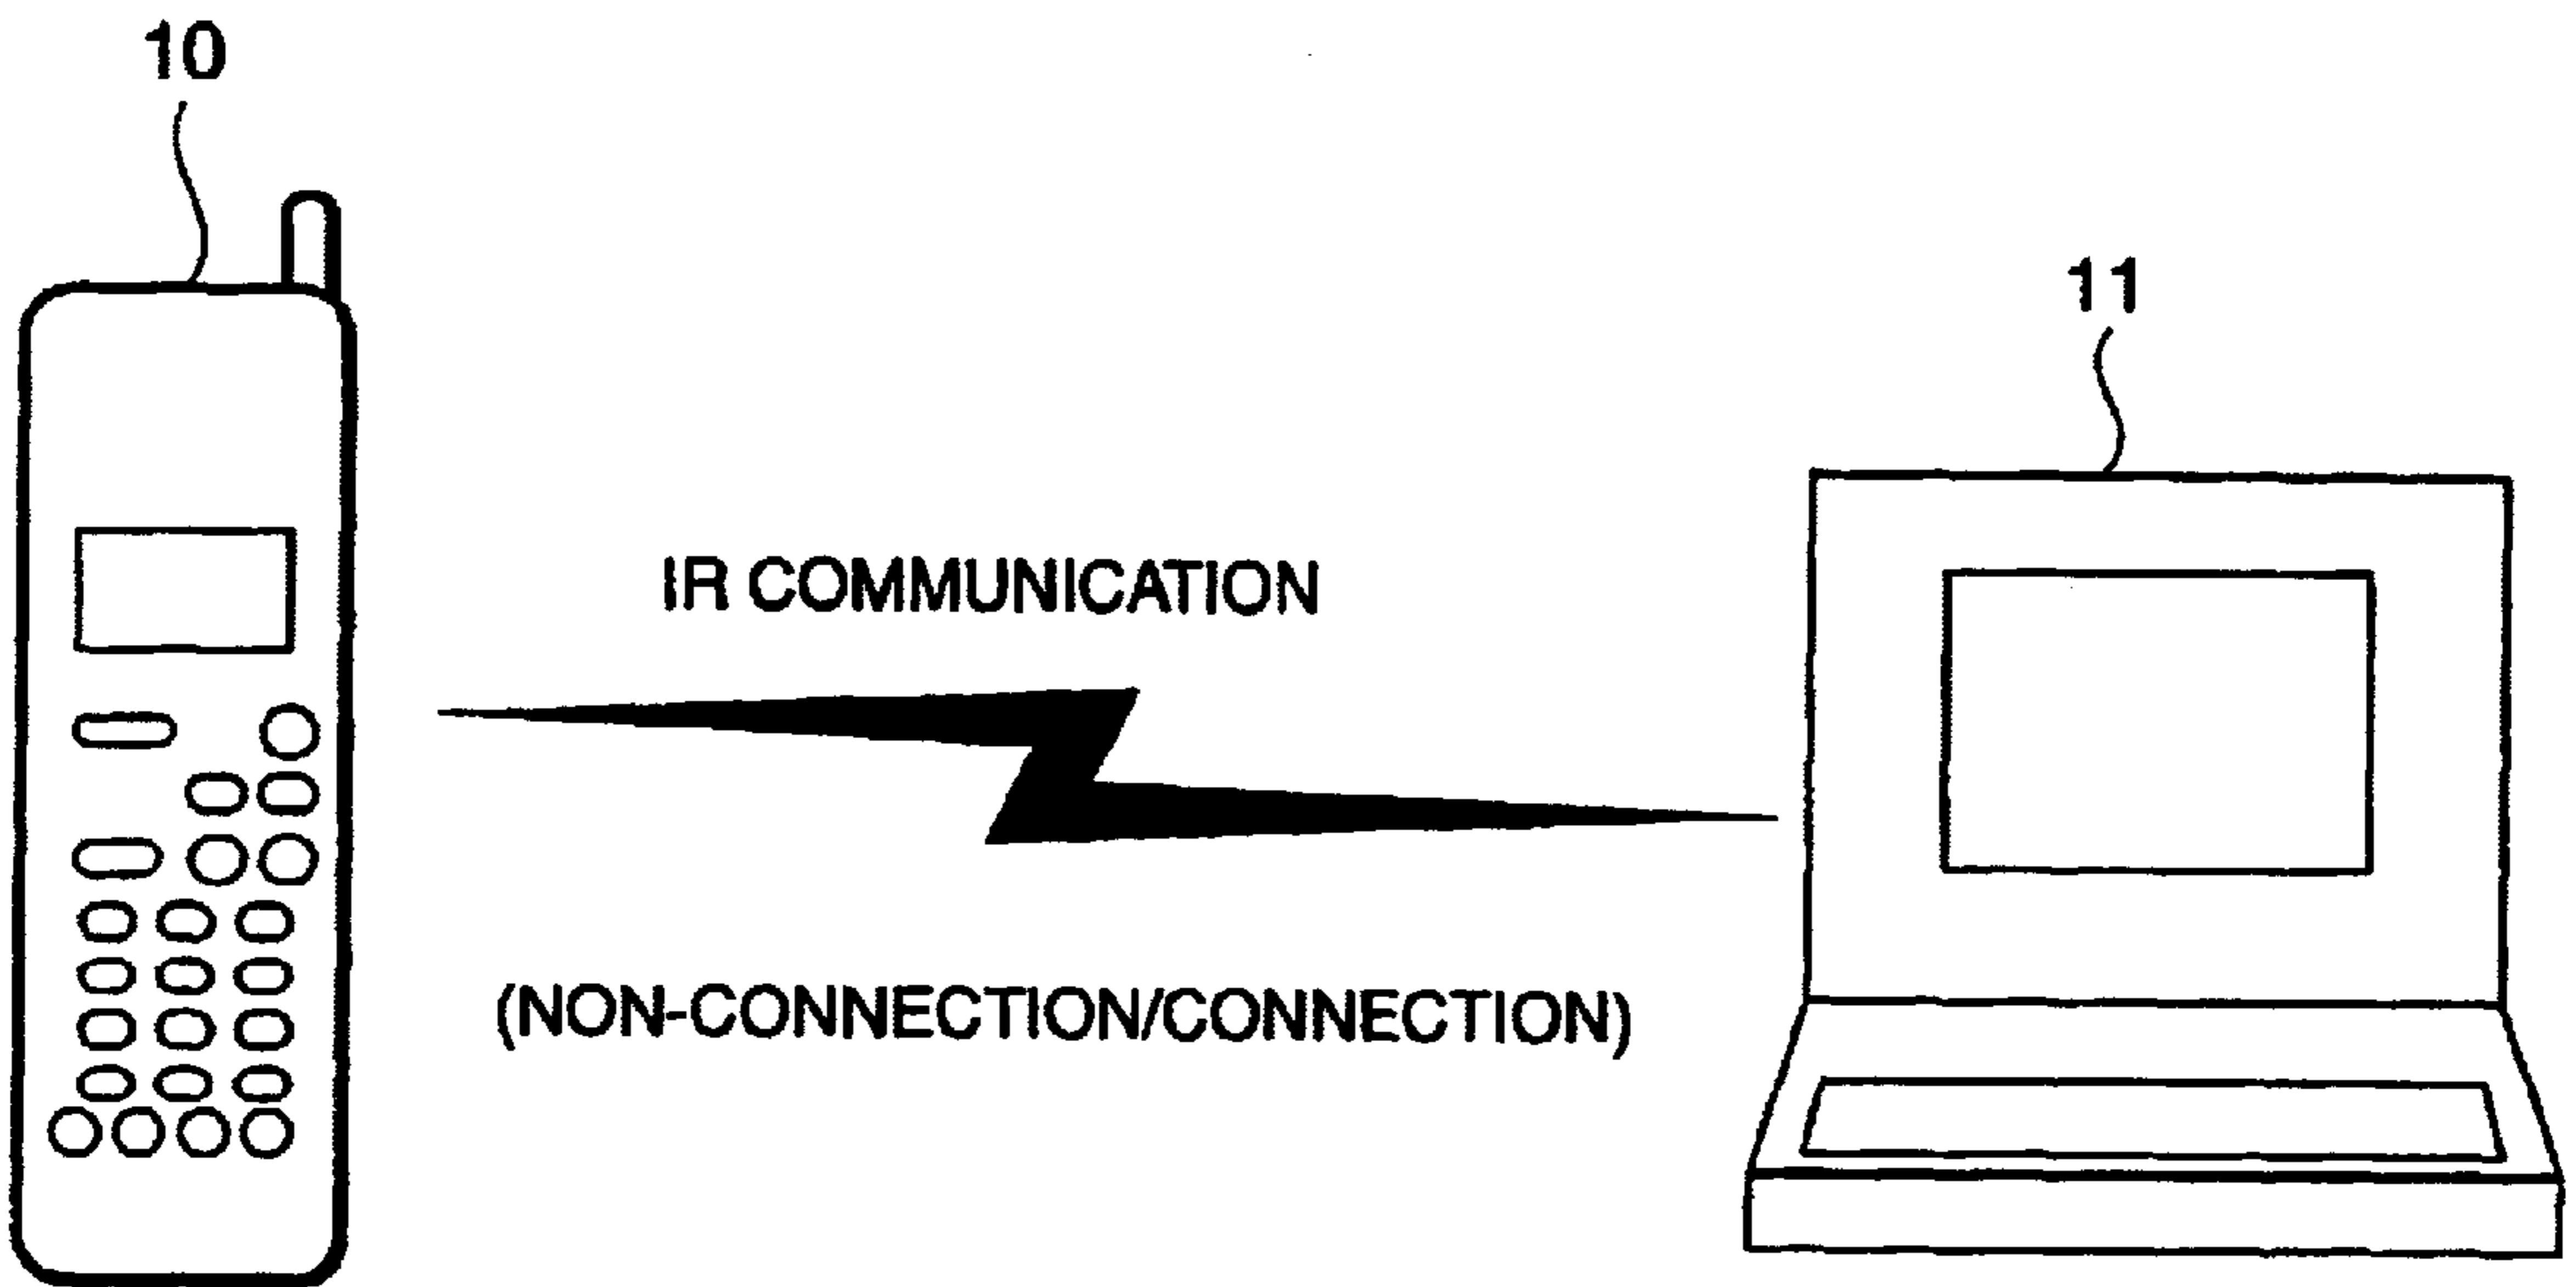 10
11
IR COMMUNICATION
(NON-CONNECTION/CONNECTION)